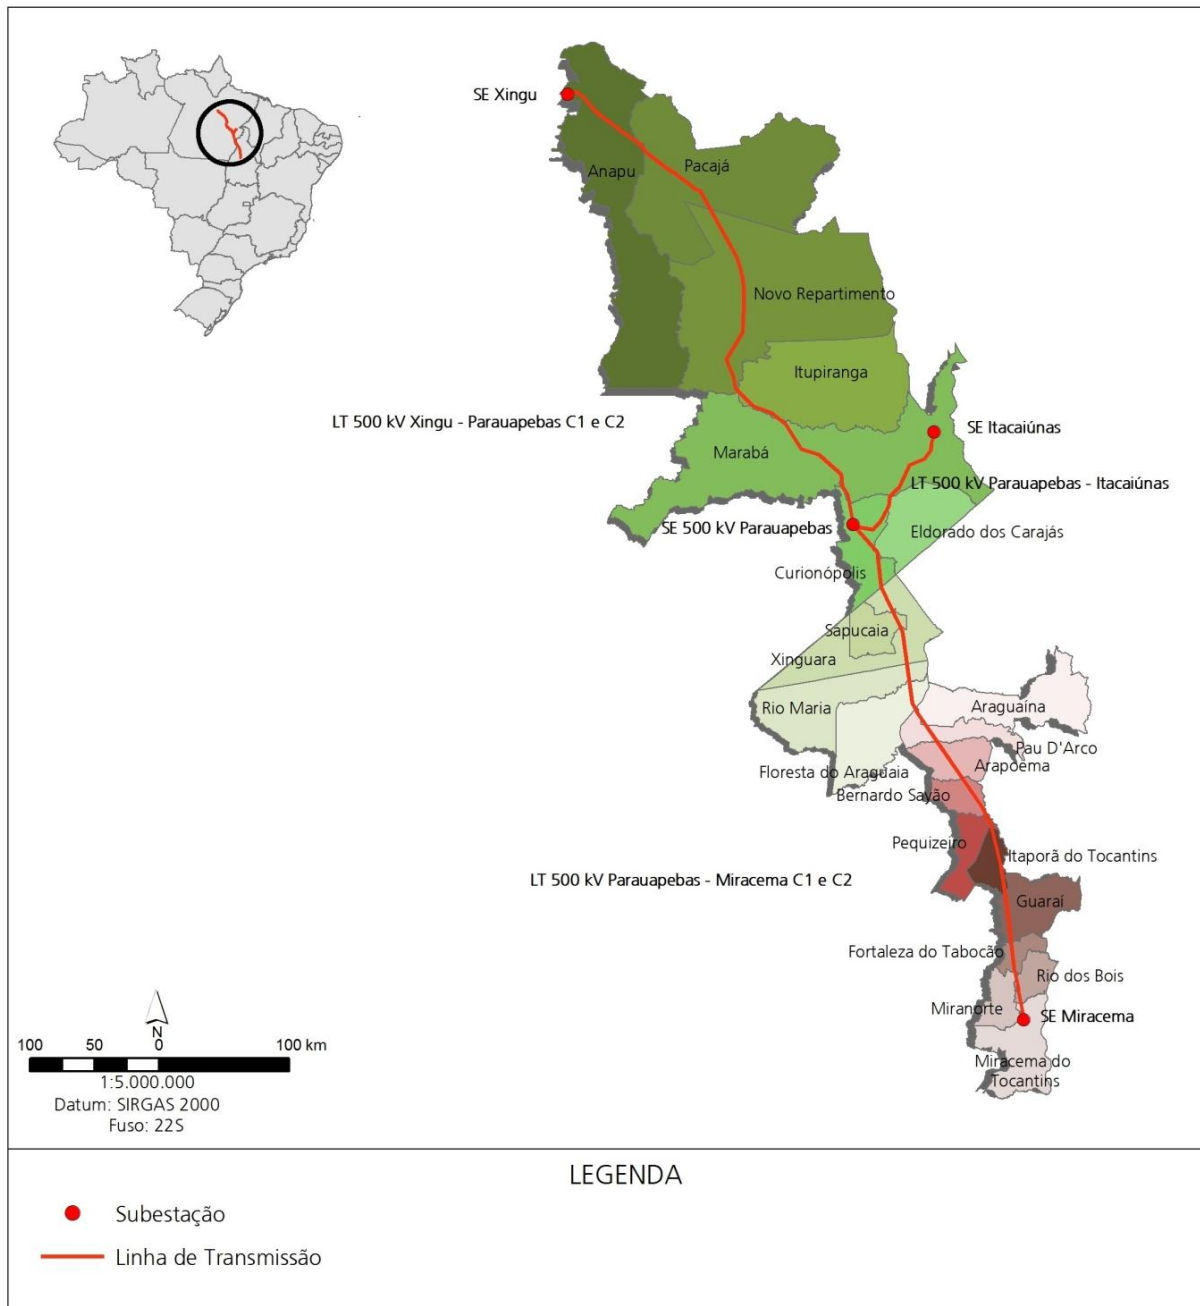 SE Xingu
Pacajá
Anapu
Novo Repartimento
Itupiranga
LT 500 kV Xingu - Parauapebas C1 e C2
SE Itacaiúnas
Marabá
LT 500 kV Parauapebas - Itacaiúnas
SE 500 kV Parauapebas
Eldorado dos Carajás
Curionópolis
Sapucaia
Xinguara
Rio Maria
Araguaína
Pau D'Arco
Floresta do Araguaia
Arapoema
Bernardo Sayão
Pequizeiro
Itaporã do Tocantins
LT 500 kV Parauapebas - Miracema C1 e C2
Guaraí
Fortaleza do Tabocão
Rio dos Bois
Miranorte
SE Miracema
Miracema do
Tocantins
N
100 50 0 100 km
1:5.000.000
Datum: SIRGAS 2000
Fuso: 22S
LEGENDA
Subestação
Linha de Transmissão